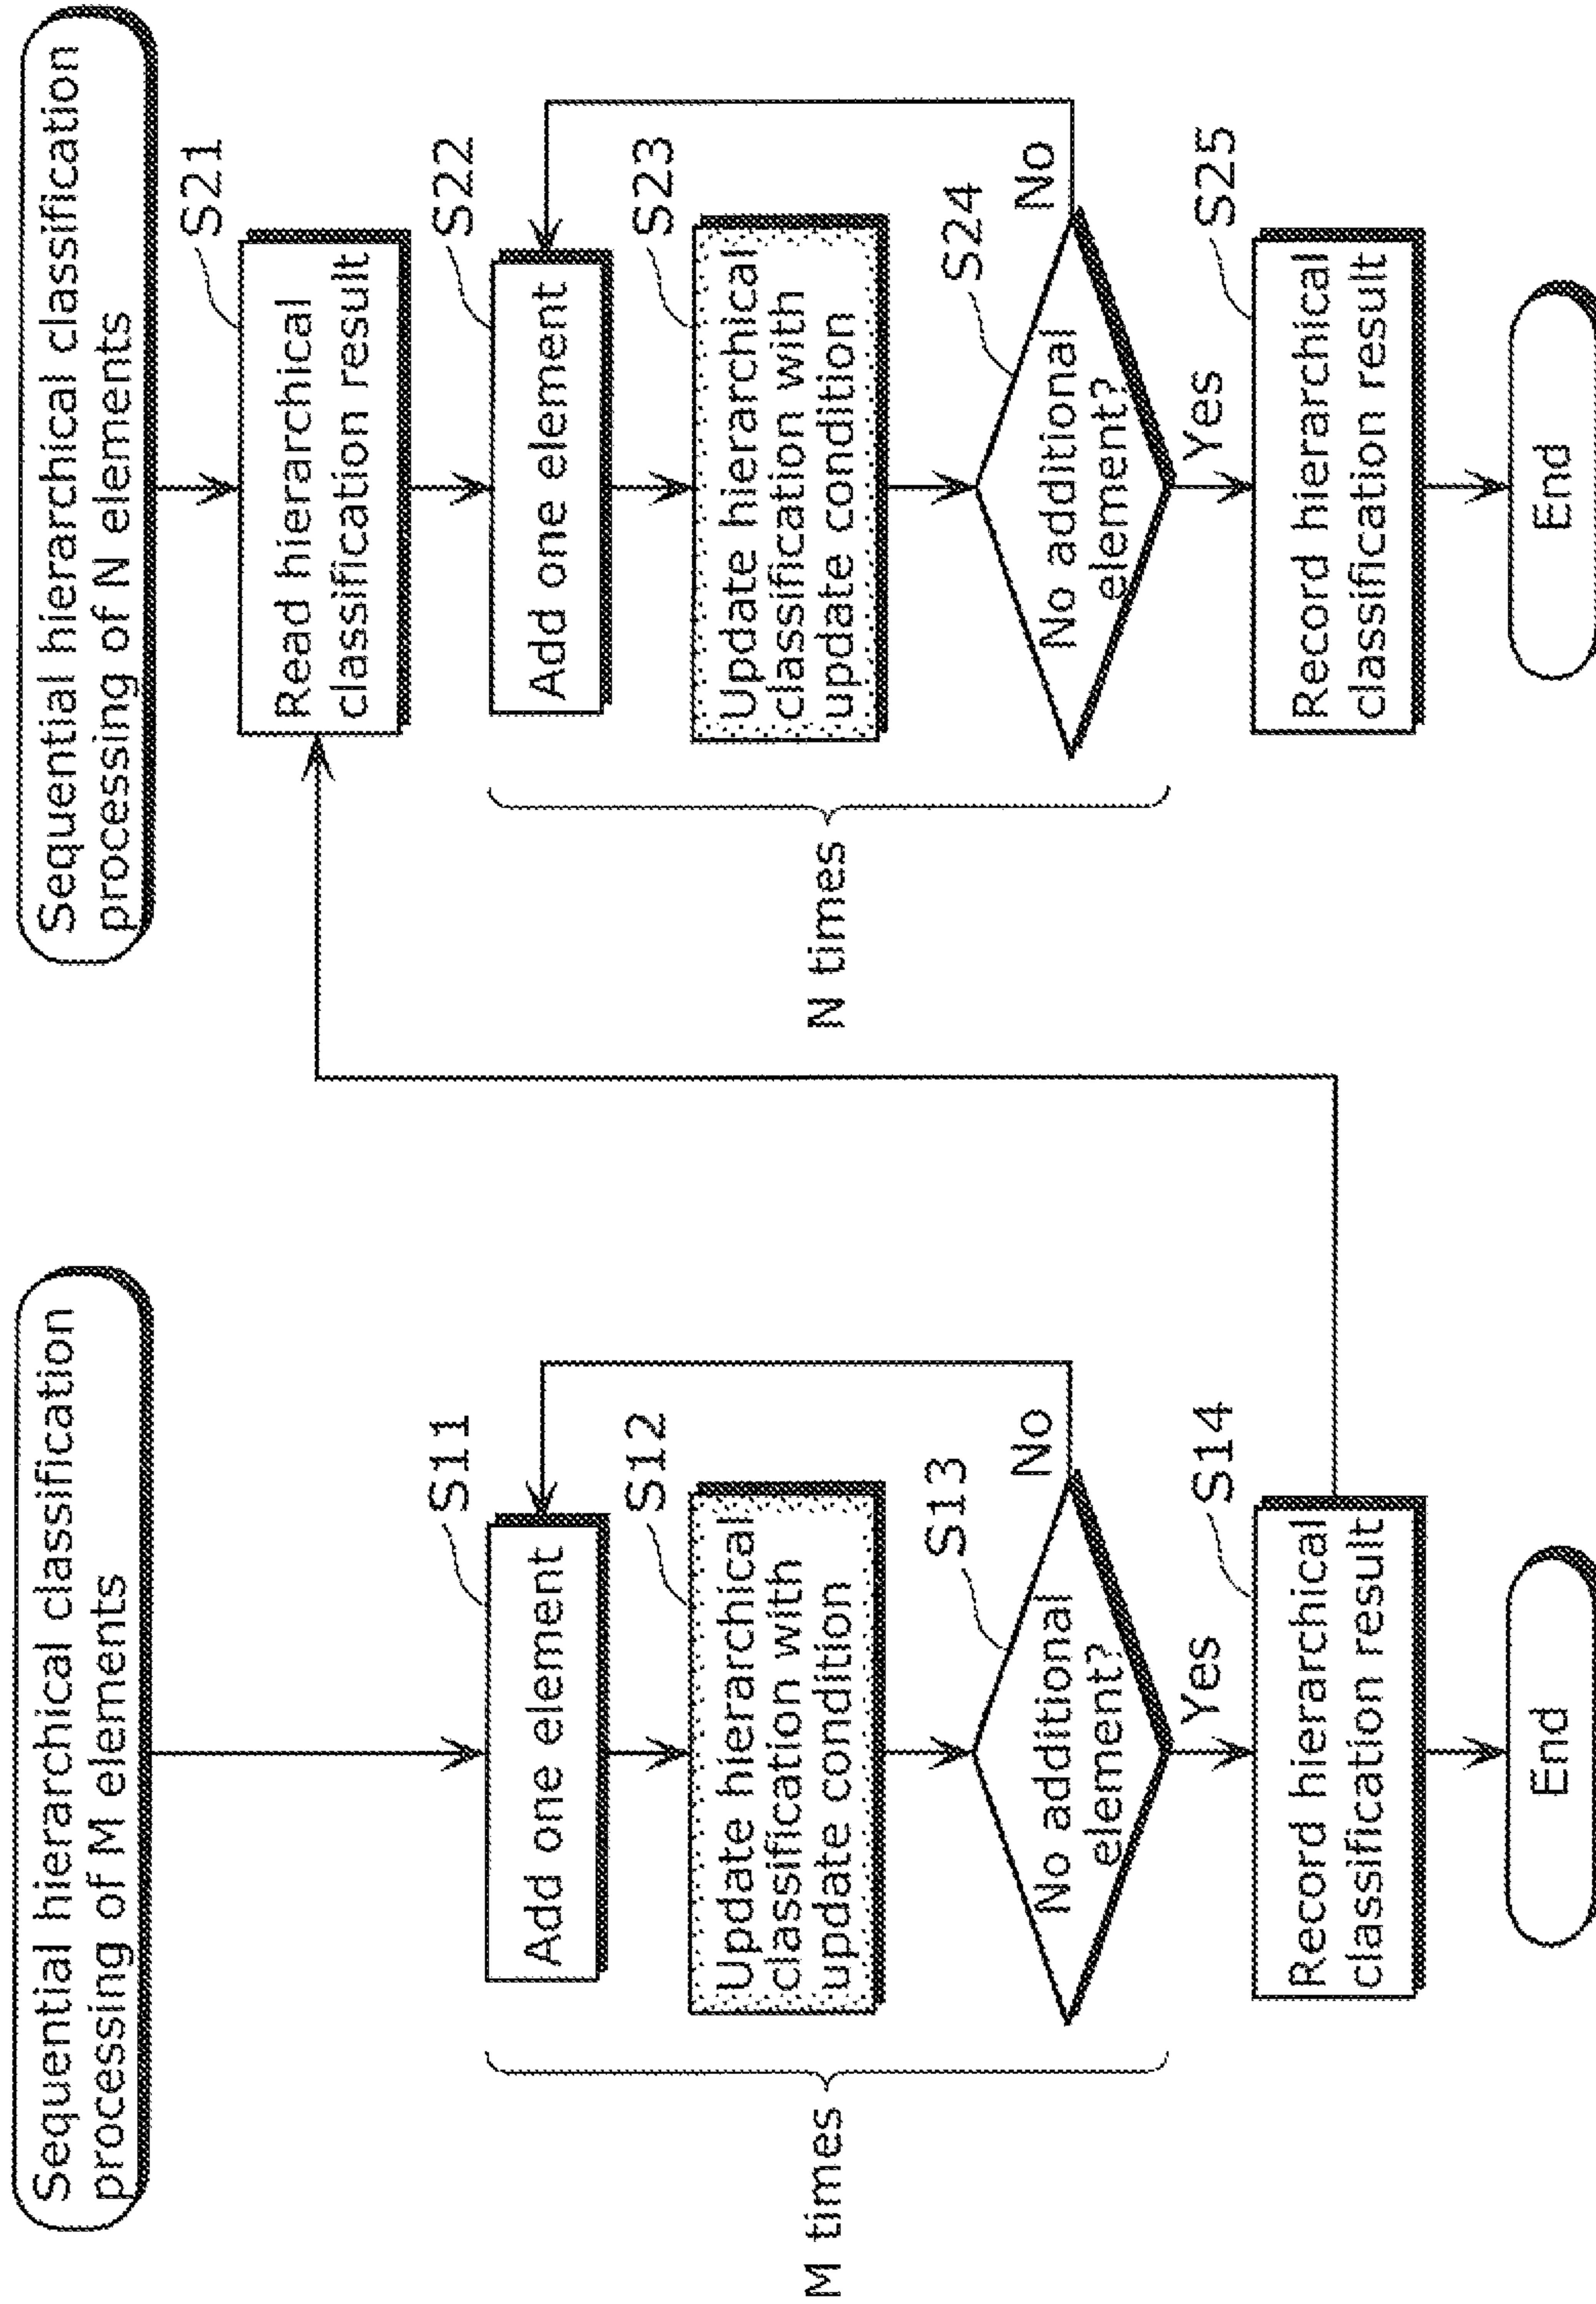 Sequential hierarchical classification
processing of M elements
S11
Add one element
S12
Update hierarchical
classification with
update condition
S13
No additional
element?
No
Yes
M times
S14
Record hierarchical
classification result
End
Sequential hierarchical classification
processing of N elements
S21
Read hierarchical
classification result
S22
Add one element
S23
Update hierarchical
classification with
update condition
S24
No additional
element?
No
Yes
N times
S25
Record hierarchical
classification result
End